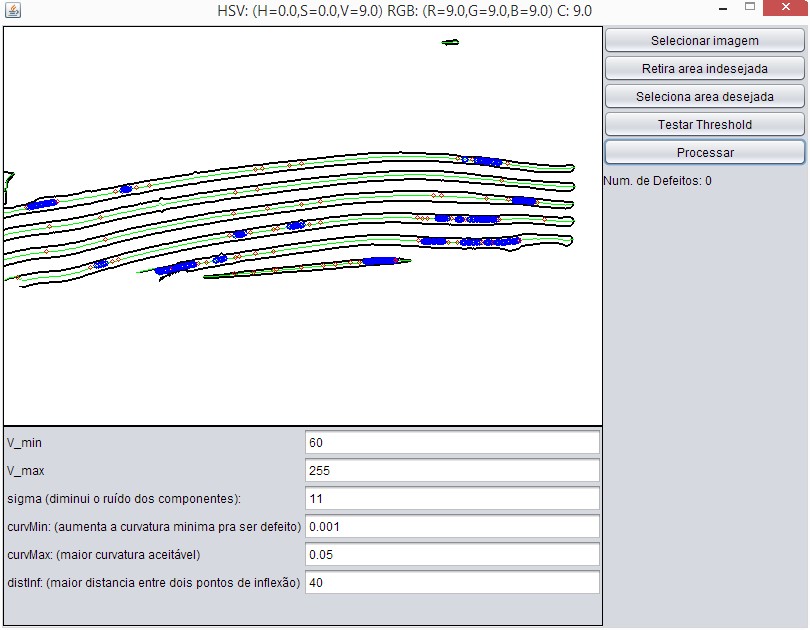 HSV: (H=0.0,S=0.0,V=9.0) RGB: (R=9.0,G=9.0,B=9.0) C: 9.0
Selecionar imagem
Retira area indesejada
Seleciona area desejada
Testar Threshold
Processar
Num. de Defeitos: 0
V_min 60
V_max 255
sigma (diminui o ruído dos componentes): 11
curvMin: (aumenta a curvatura minima pra ser defeito) 0.001
curvMax: (maior curvatura aceitável) 0.05
distInf: (maior distancia entre dois pontos de inflexão) 40